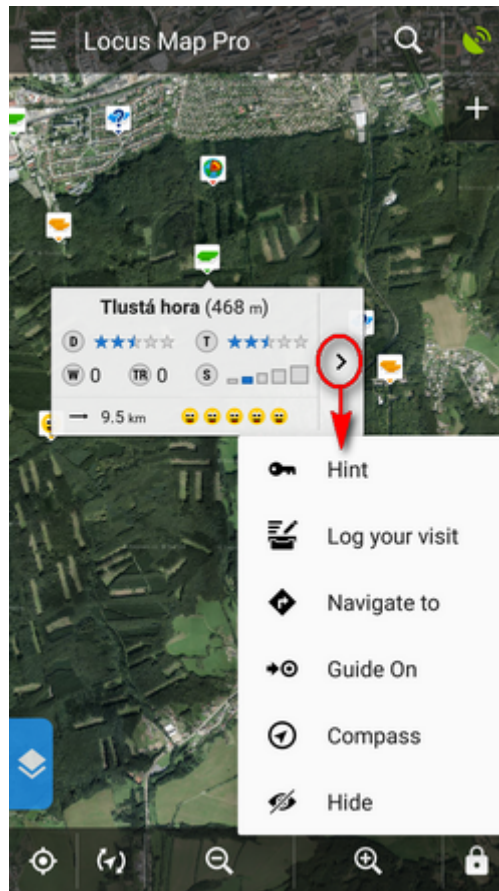 Locus Map Pro
Tlustá hora (468 m)
D T
W 0 TR 0 S
9.5 km
Hint
Log your visit
Navigate to
Guide On
Compass
Hide